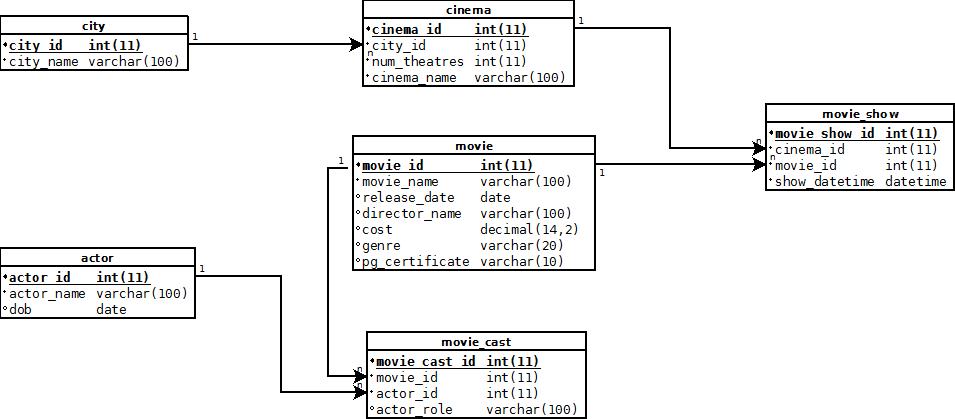 city
city_id int(11)
city_name varchar(100)
1
cinema
cinema_id int(11)
city_id int(11)
num_theatres int(11)
cinema_name varchar(100)
1
n
movie_show
movie_show_id int(11)
cinema_id int(11)
movie_id int(11)
show_datetime datetime
n
n
movie
movie_id int(11)
movie_name varchar(100)
release_date date
director_name varchar(100)
cost decimal(14,2)
genre varchar(20)
pg_certificate varchar(10)
1
1
actor
actor_id int(11)
actor_name varchar(100)
dob date
1
movie_cast
movie_cast_id int(11)
movie_id int(11)
actor_id int(11)
actor_role varchar(100)
n
n